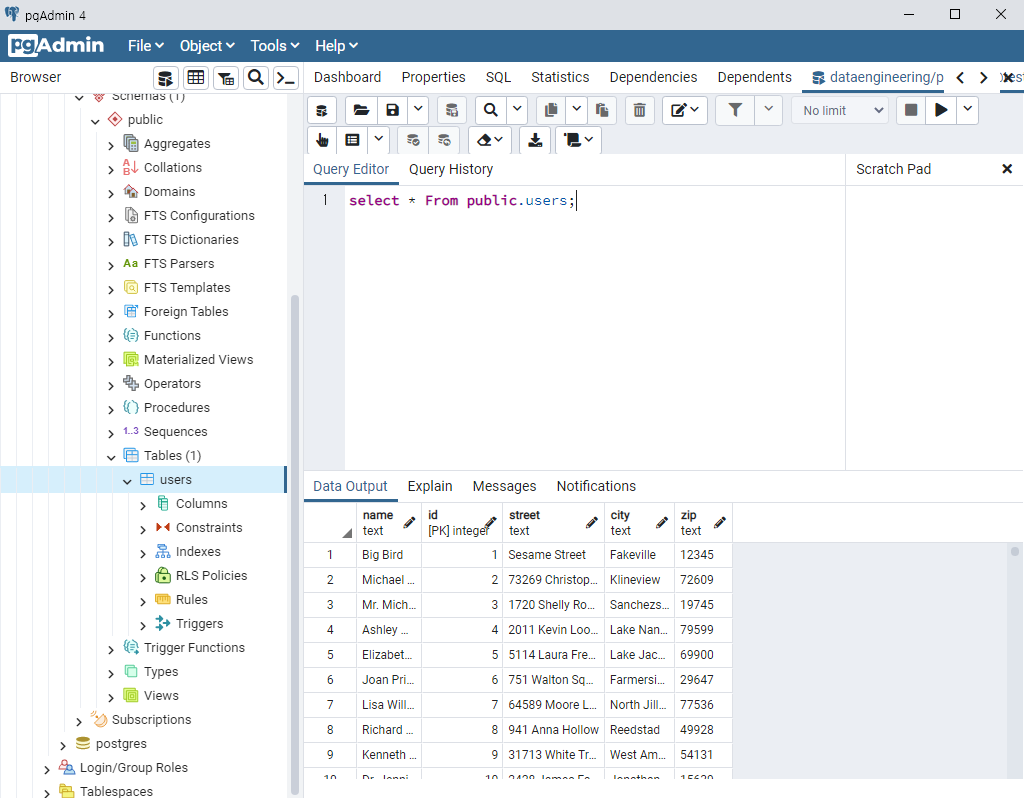 pqAdmin 4
pgAdmin File Object Tools Help
Browser
Dashboard Properties SQL Statistics Dependencies Dependents dataengineering/p
Schemas (1)
public
Aggregates
Collations
Domains
FTS Configurations
FTS Dictionaries
Aa FTS Parsers
FTS Templates
Foreign Tables
Functions
Materialized Views
Operators
Procedures
1..3 Sequences
Tables (1)
users
Columns
Constraints
Indexes
RLS Policies
Rules
Triggers
Trigger Functions
Types
Views
Subscriptions
postgres
Login/Group Roles
Tablespaces
No limit
Query Editor Query History
Scratch Pad
1 select * From public.users;
Data Output Explain Messages Notifications
name id street city zip
text [PK] integer text text text
1 Big Bird 1 Sesame Street Fakeville 12345
2 Michael ... 2 73269 Christop... Klineview 72609
3 Mr. Mich... 3 1720 Shelly Ro... Sanchezs... 19745
4 Ashley ... 4 2011 Kevin Loo... Lake Nan... 79599
5 Elizabet... 5 5114 Laura Fre... Lake Jac... 69900
6 Joan Pri... 6 751 Walton Sq... Farmersi... 29647
7 Lisa Will... 7 64589 Moore L... North Jill... 77536
8 Richard ... 8 941 Anna Hollow Reedstad 49928
9 Kenneth ... 9 31713 White Tr... West Am... 54131